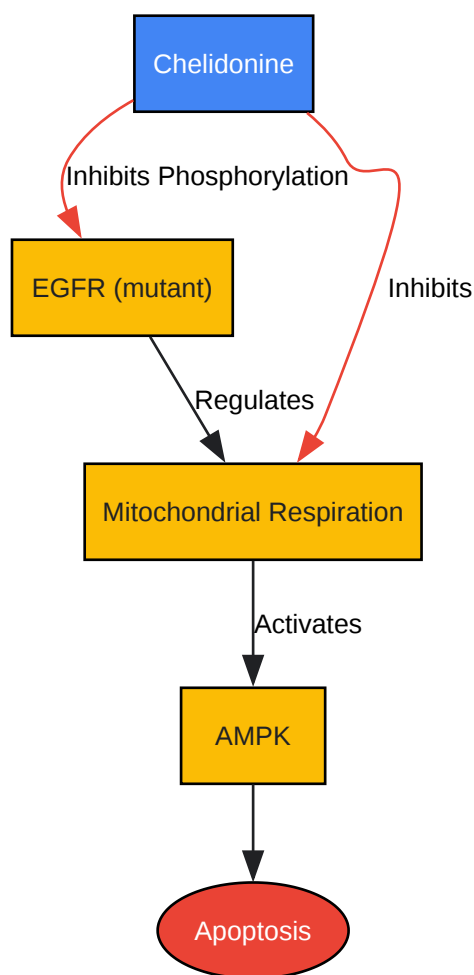 Chelidonine
Inhibits Phosphorylation
EGFR (mutant)
Inhibits
Regulates
Mitochondrial Respiration
Activates
AMPK
Apoptosis